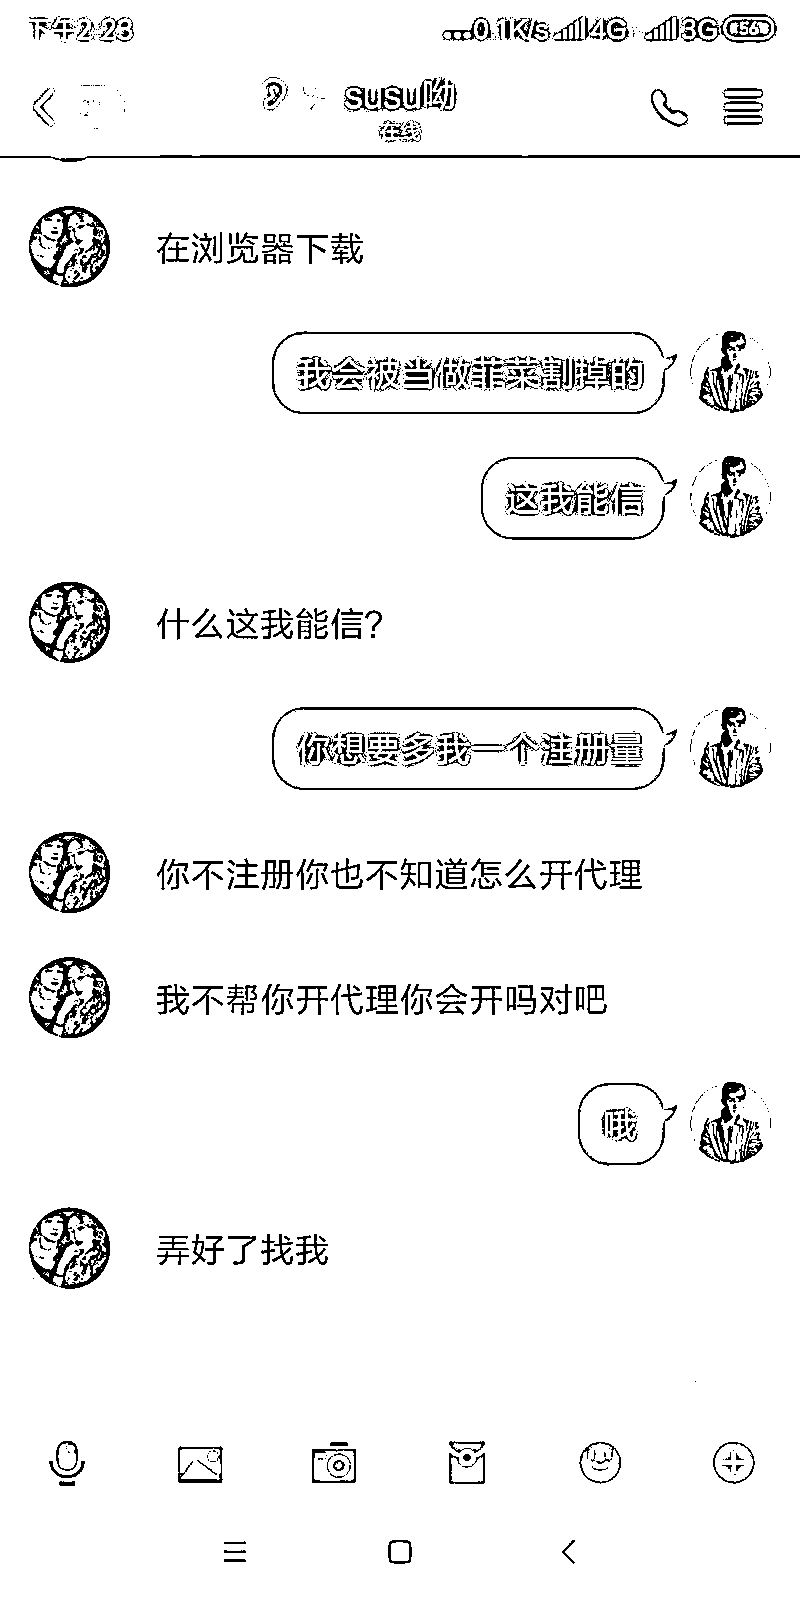 下午2:23
...0.1K/s 4G 3G 56
susu呦
在线
在浏览器下载
我会被当做菲菜割掉的
这我能信
什么这我能信?
你想要多我一个注册量
你不注册你也不知道怎么开代理
我不帮你开代理你会开吗对吧
哦
弄好了找我